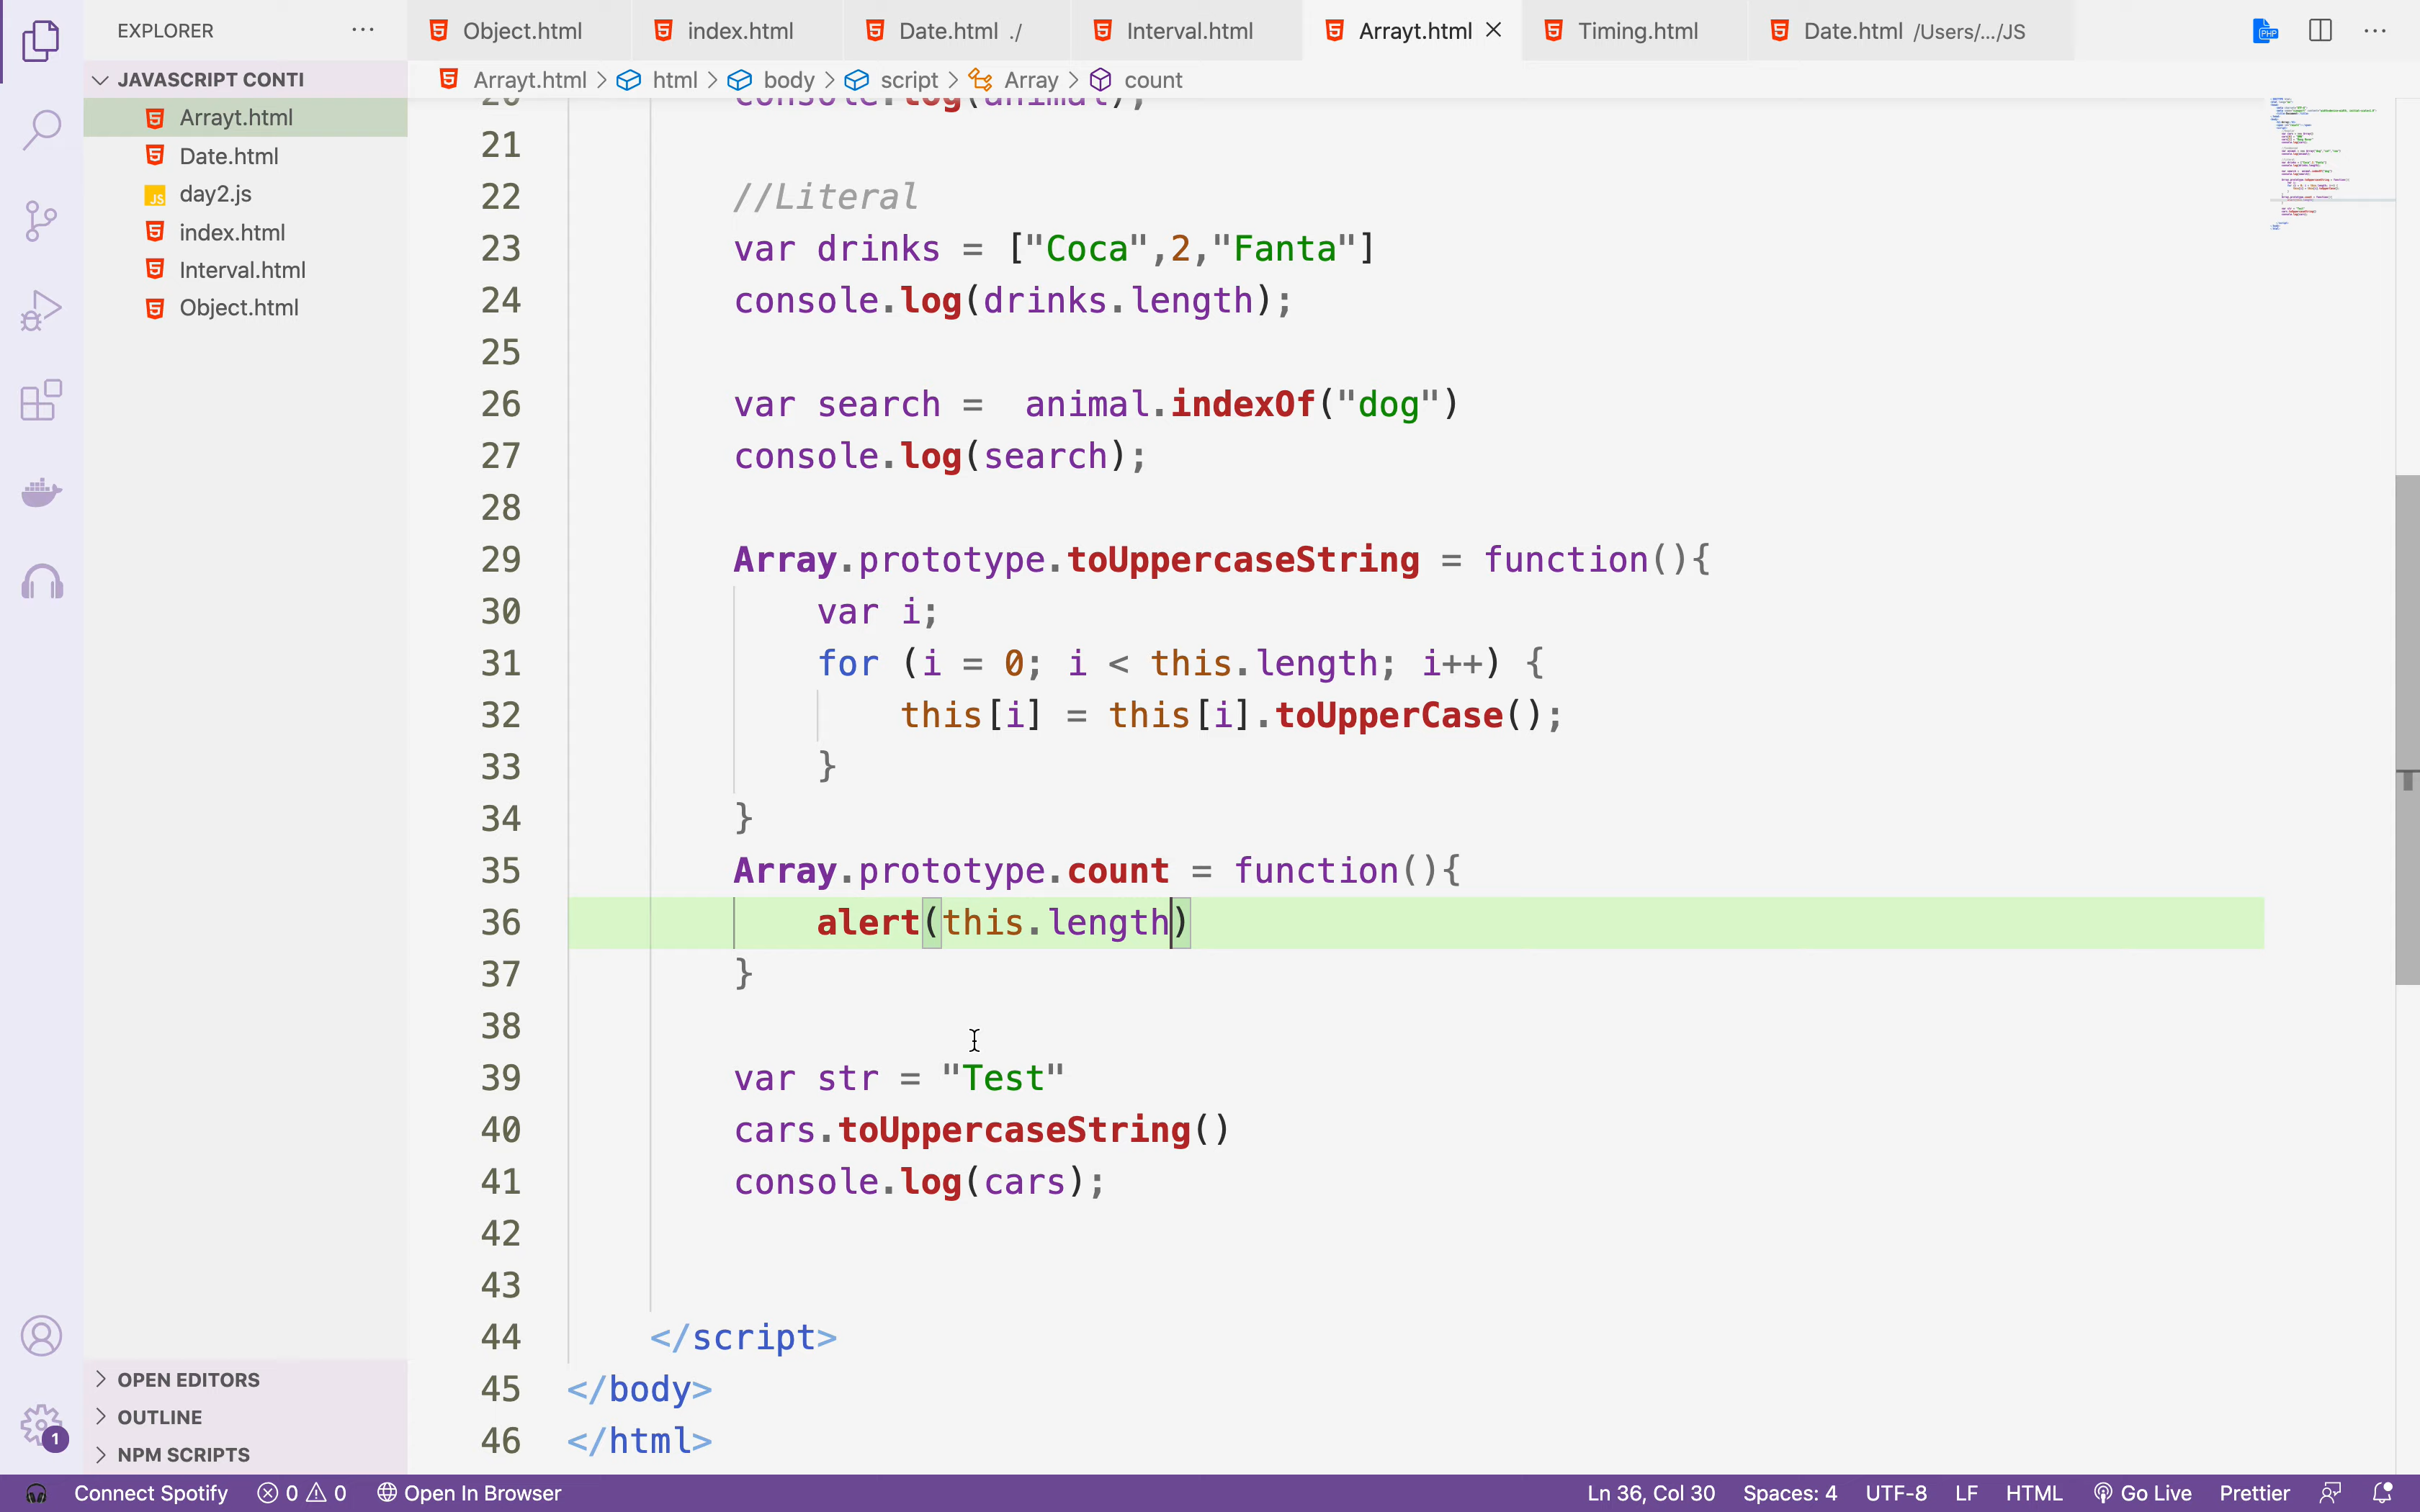 EXPLORER
Object.html
index.html
Date.html ./
Interval.html
Arrayt.html
Timing.html
Date.html /Users/.../JS
JAVASCRIPT CONTI
Arrayt.html > html > body > script > Array > count
Arrayt.html
Date.html
day2.js
index.html
Interval.html
Object.html
20 console.log(animal);
21
22 //Literal
23 var drinks = ["Coca",2,"Fanta"]
24 console.log(drinks.length);
25
26 var search =  animal.indexOf("dog")
27 console.log(search);
28
29 Array.prototype.toUppercaseString = function(){
30 var i;
31 for (i = 0; i < this.length; i++) {
32 this[i] = this[i].toUpperCase();
33 }
34 }
35 Array.prototype.count = function(){
36 alert(this.length)
37 }
38
39 var str = "Test"
40 cars.toUppercaseString()
41 console.log(cars);
42
43
44 </script>
45 </body>
46 </html>
OPEN EDITORS
OUTLINE
NPM SCRIPTS
1
Connect Spotify
0 0
Open In Browser
Ln 36, Col 30
Spaces: 4
UTF-8
LF
HTML
Go Live
Prettier